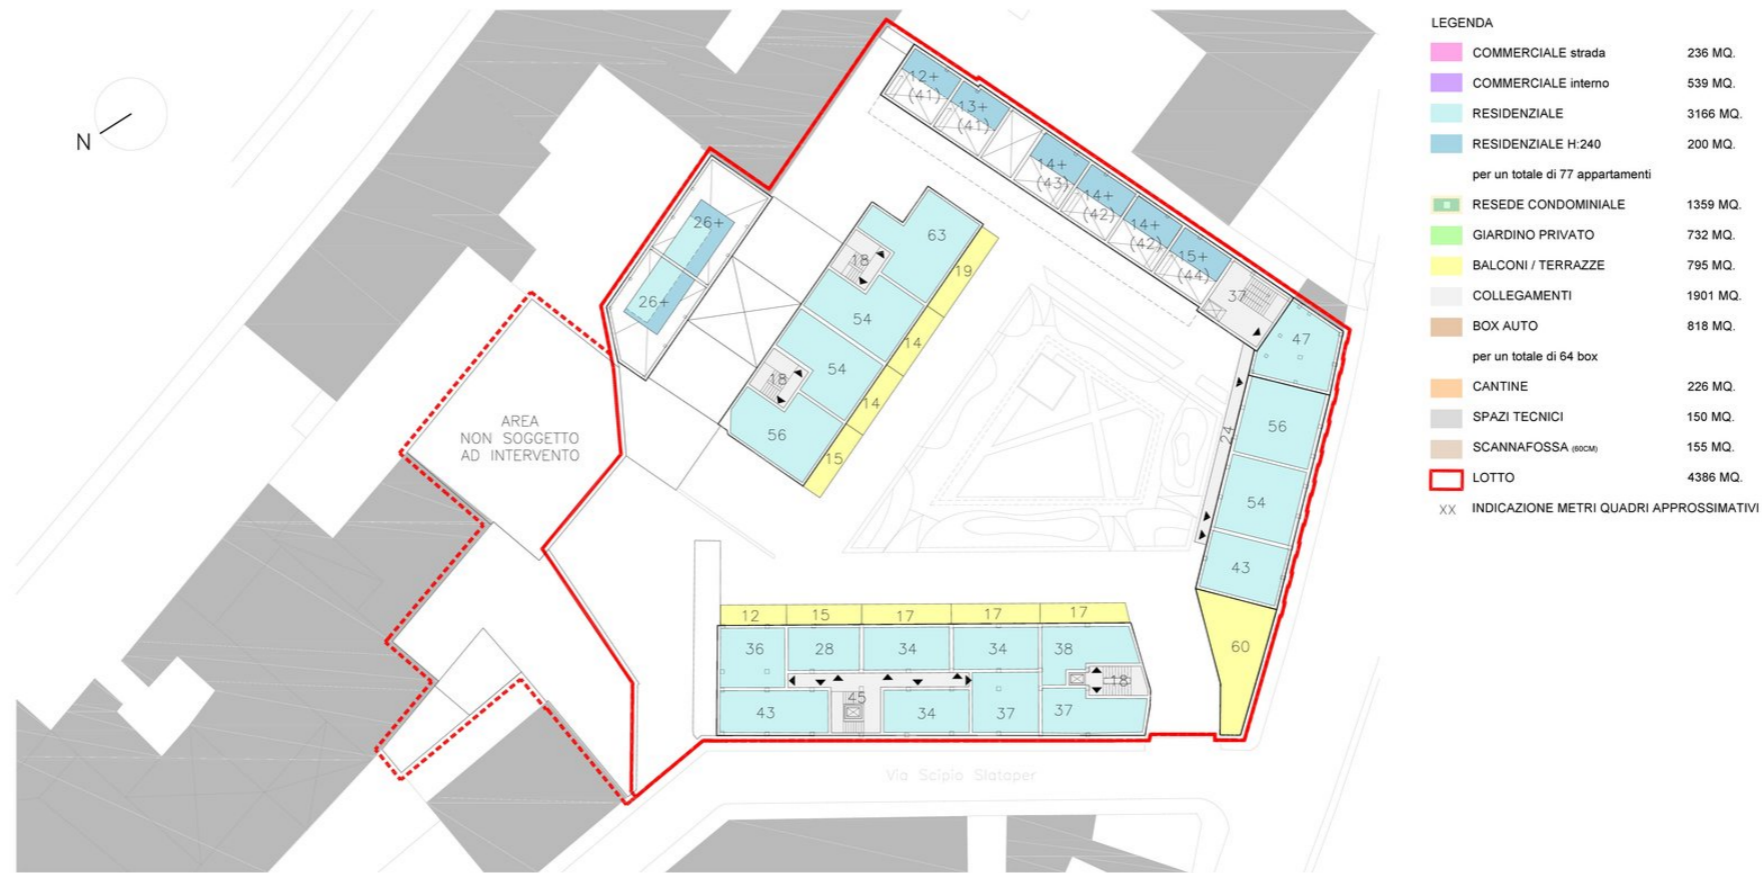 N
12+
(41)
13+
(41)
14+
(43)
14+
(42)
14+
(42)
15+
(44)
37
47
26+
26+
63
18
19
54
14
54
18
14
56
15
56
24
54
43
60
AREA
NON SOGGETTO
AD INTERVENTO
12
15
17
17
17
36
28
34
34
38
18
45
43
34
37
37
Via Scipio Slataper
LEGENDA
COMMERCIALE strada 236 MQ.
COMMERCIALE interno 539 MQ.
RESIDENZIALE 3166 MQ.
RESIDENZIALE H:240 200 MQ.
per un totale di 77 appartamenti
RESEDE CONDOMINIALE 1359 MQ.
GIARDINO PRIVATO 732 MQ.
BALCONI / TERRAZZE 795 MQ.
COLLEGAMENTI 1901 MQ.
BOX AUTO 818 MQ.
per un totale di 64 box
CANTINE 226 MQ.
SPAZI TECNICI 150 MQ.
SCANNAFOSSA (60CM) 155 MQ.
LOTTO 4386 MQ.
XX INDICAZIONE METRI QUADRI APPROSSIMATIVI